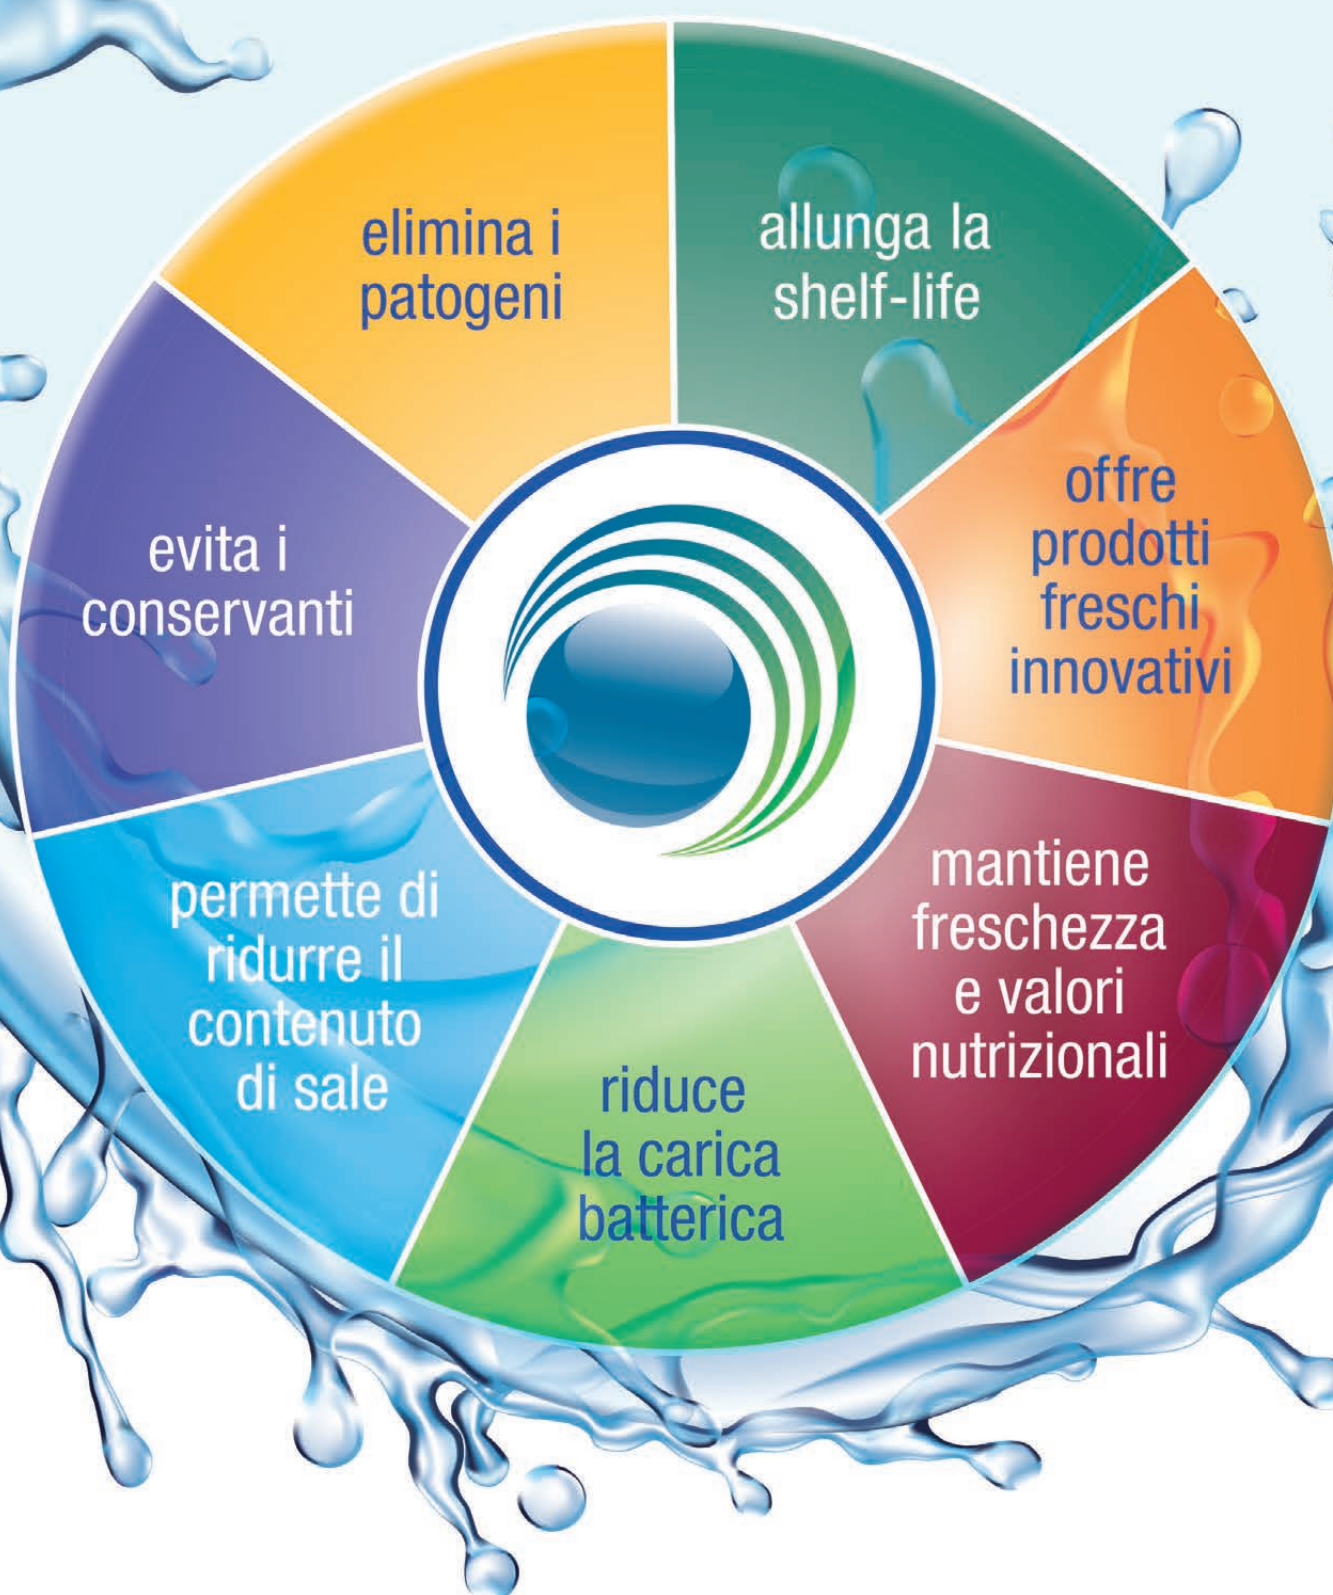 elimina i
patogeni
allunga la
shelf-life
offre
prodotti
freschi
innovativi
mantiene
freschezza
e valori
nutrizionali
riduce
la carica
batterica
permette di
ridurre il
contenuto
di sale
evita i
conservanti